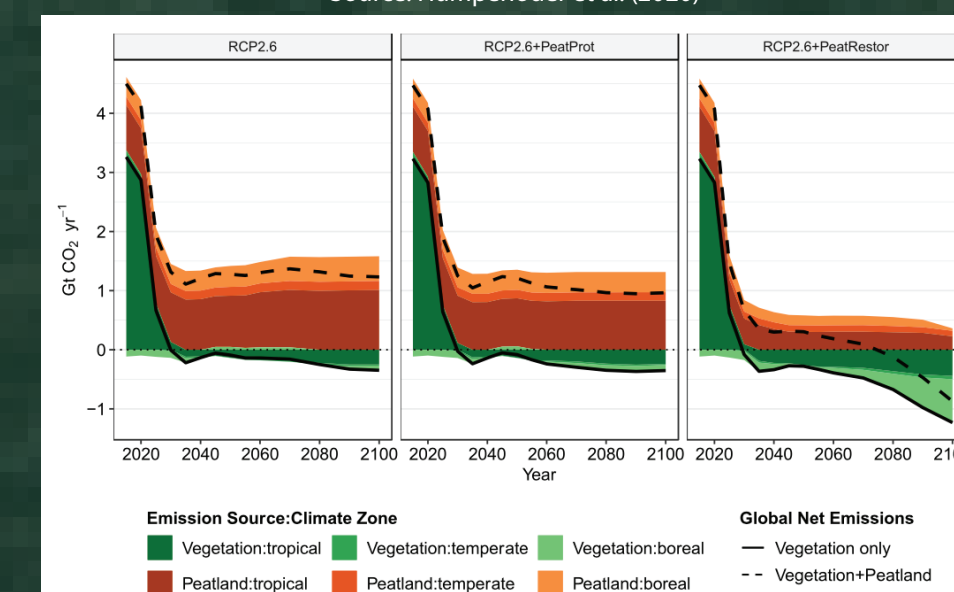 RCP2.6 RCP2.6+PeatProt RCP2.6+PeatRestor
Gt CO₂ yr⁻¹
4
3
2
1
0
−1
2020 2040 2060 2080 2100 2020 2040 2060 2080 2100 2020 2040 2060 2080
Year
Emission Source:Climate Zone Global Net Emissions
Vegetation:tropical Vegetation:temperate Vegetation:boreal Vegetation only
Peatland:tropical Peatland:temperate Peatland:boreal Vegetation+Peatland